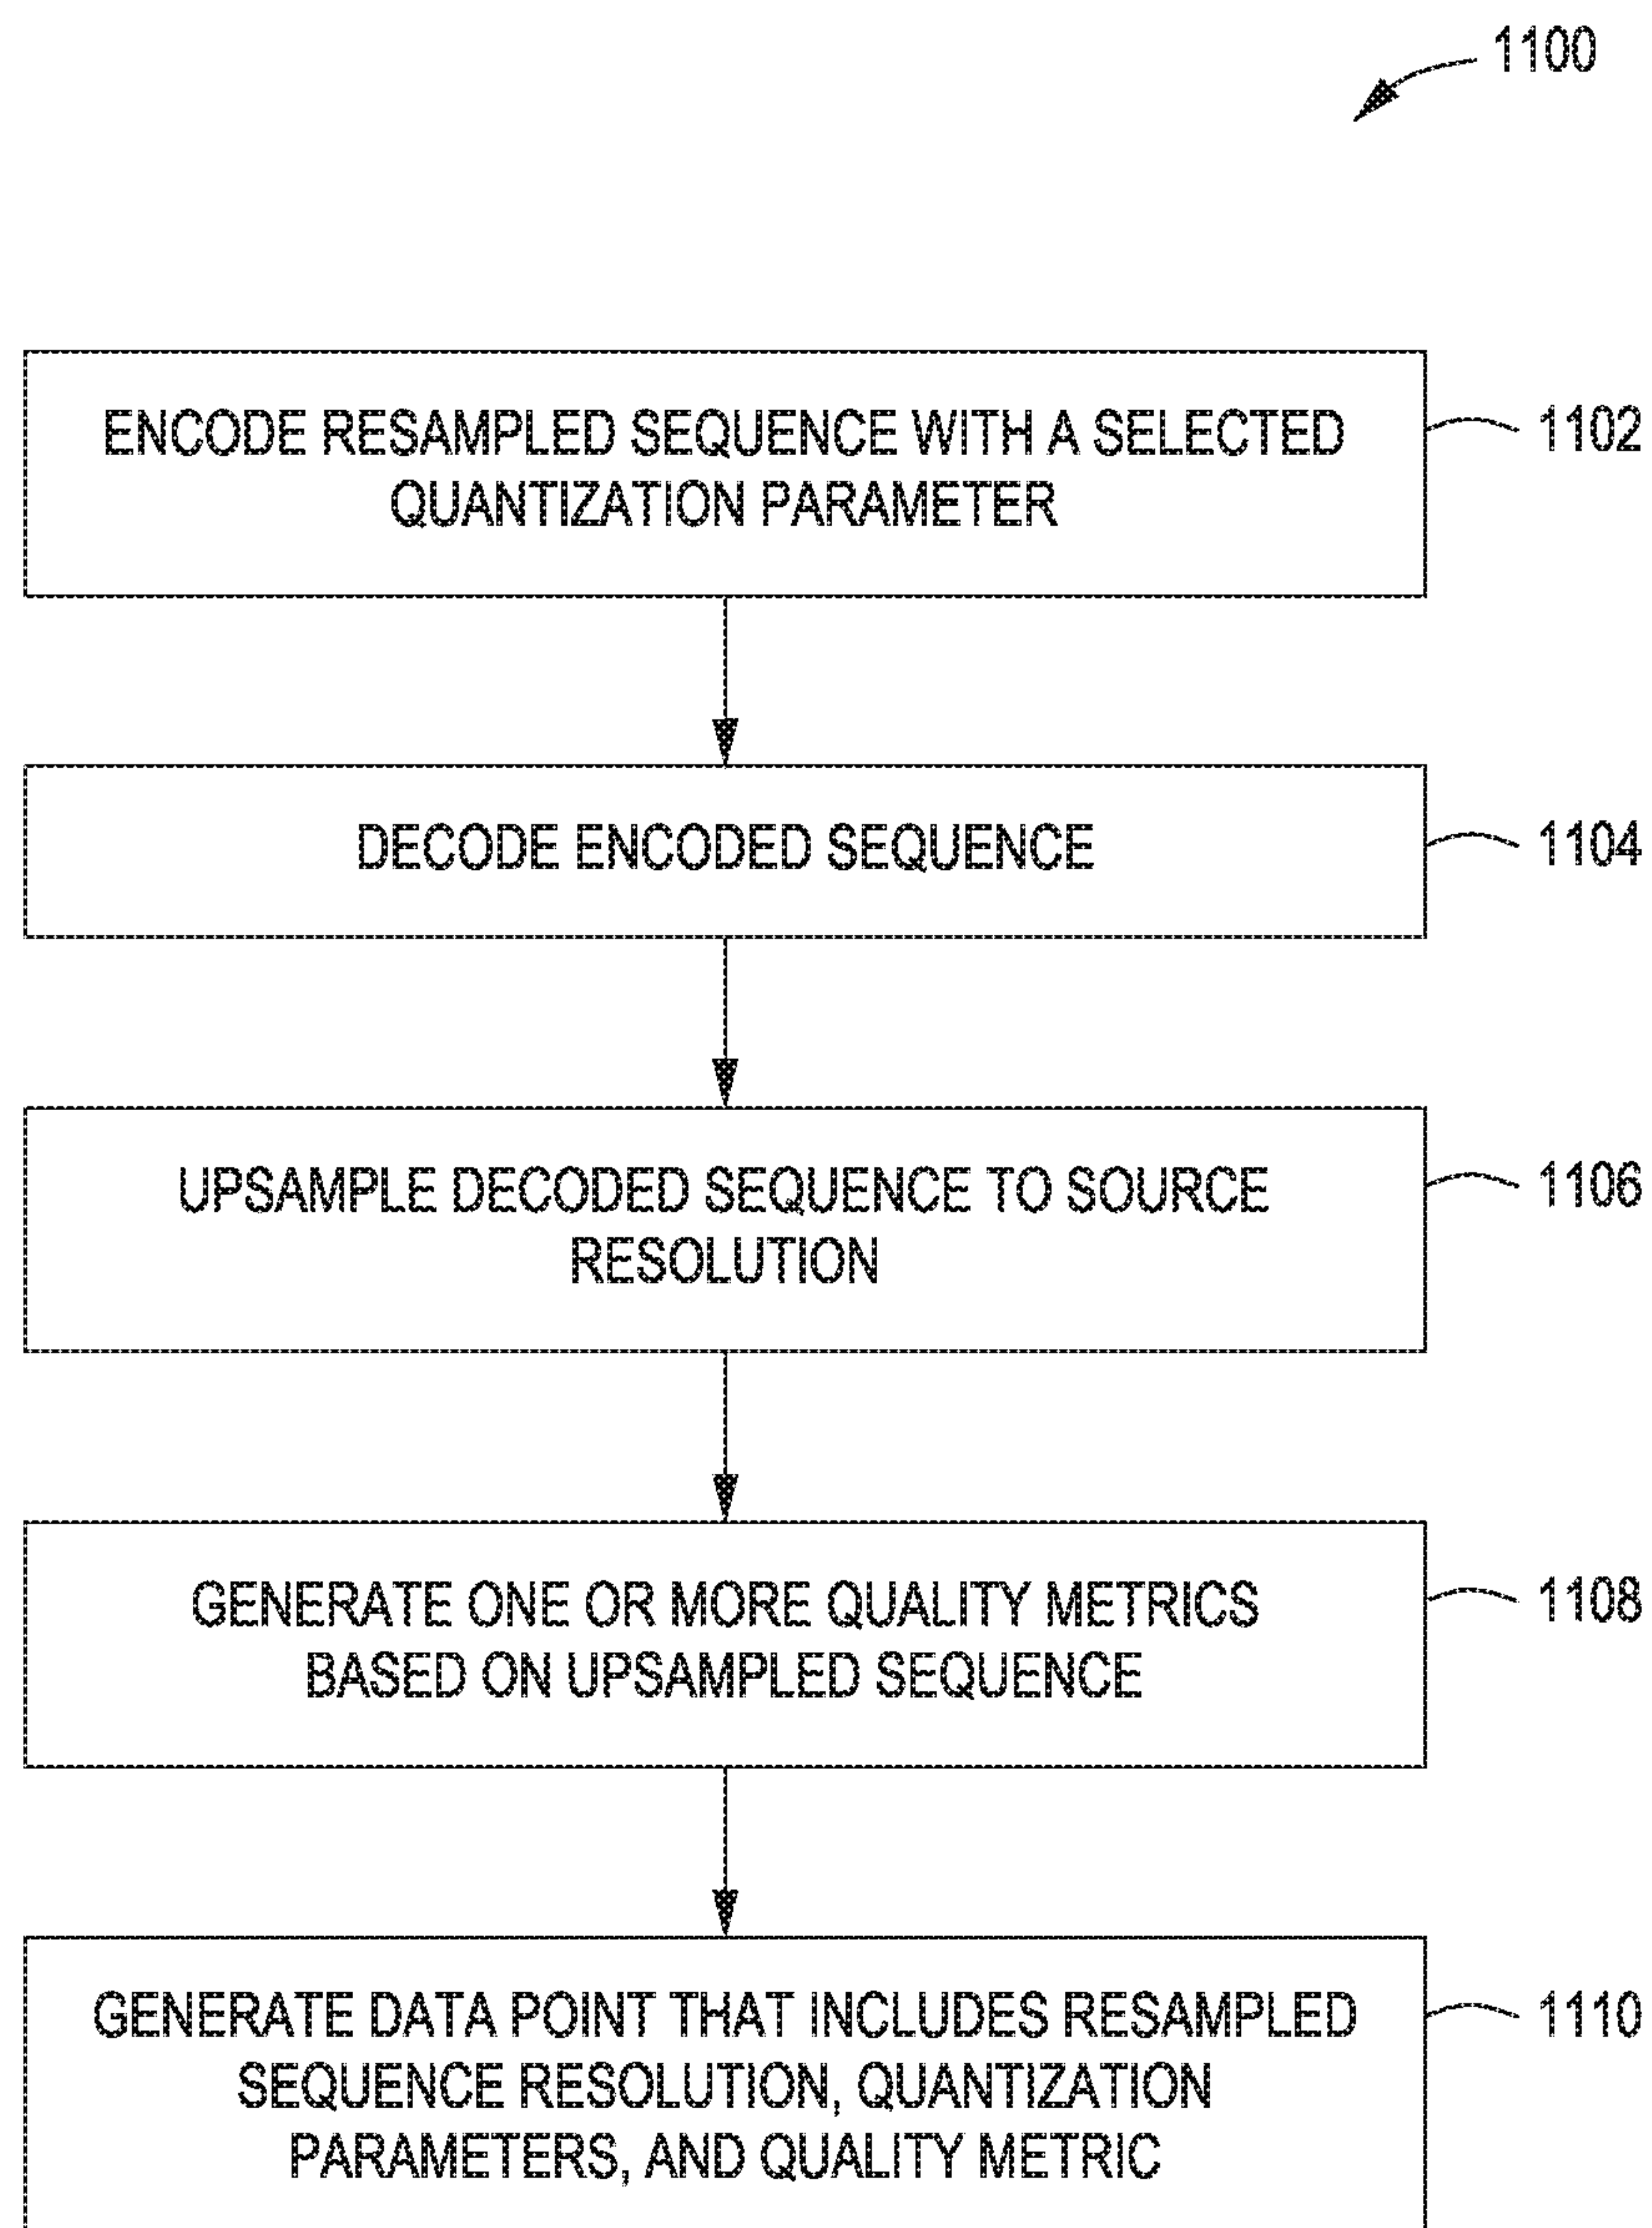 1100
ENCODE RESAMPLED SEQUENCE WITH A SELECTED
QUANTIZATION PARAMETER
1102
DECODE ENCODED SEQUENCE
1104
UPSAMPLE DECODED SEQUENCE TO SOURCE
RESOLUTION
1106
GENERATE ONE OR MORE QUALITY METRICS
BASED ON UPSAMPLED SEQUENCE
1108
GENERATE DATA POINT THAT INCLUDES RESAMPLED
SEQUENCE RESOLUTION, QUANTIZATION
PARAMETERS, AND QUALITY METRIC
1110